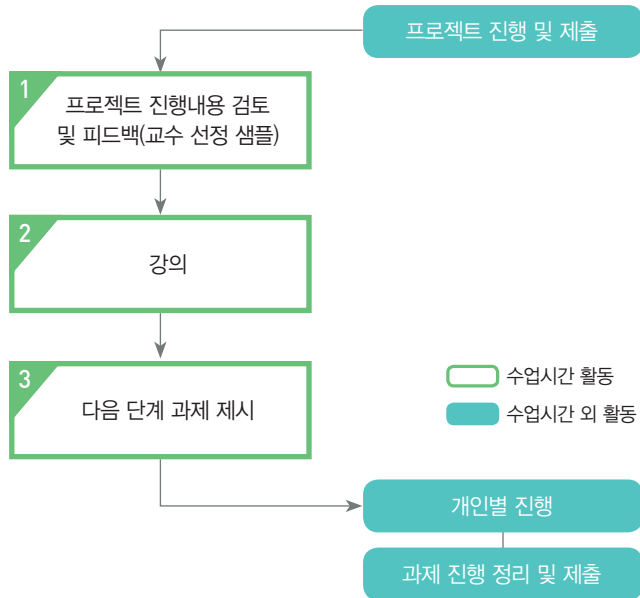 프로젝트 진행 및 제출
1
프로젝트 진행내용 검토
및 피드백(교수 선정 샘플)
2
강의
3
다음 단계 과제 제시
수업시간 활동
수업시간 외 활동
개인별 진행
과제 진행 정리 및 제출